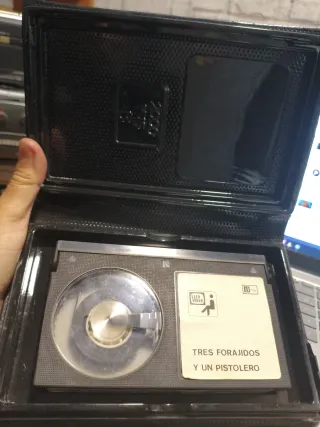 TRES FORAJIDOS
Y UN PISTOLERO